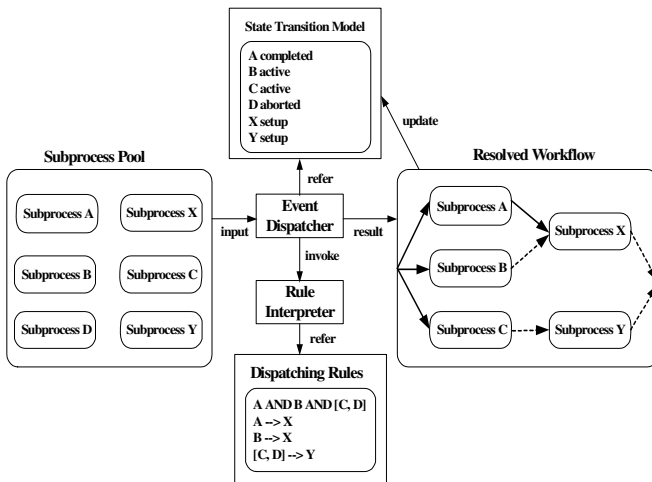 State Transition Model
A completed
B active
C active
D aborted
X setup
Y setup
update
Subprocess Pool
Resolved Workflow
refer
Subprocess A
Subprocess X
Event
Dispatcher
input
result
Subprocess A
Subprocess X
Subprocess B
Subprocess C
invoke
Subprocess B
Rule
Interpreter
Subprocess D
Subprocess Y
Subprocess C
Subprocess Y
refer
Dispatching Rules
A AND B AND [C, D]
A --> X
B --> X
[C, D] --> Y